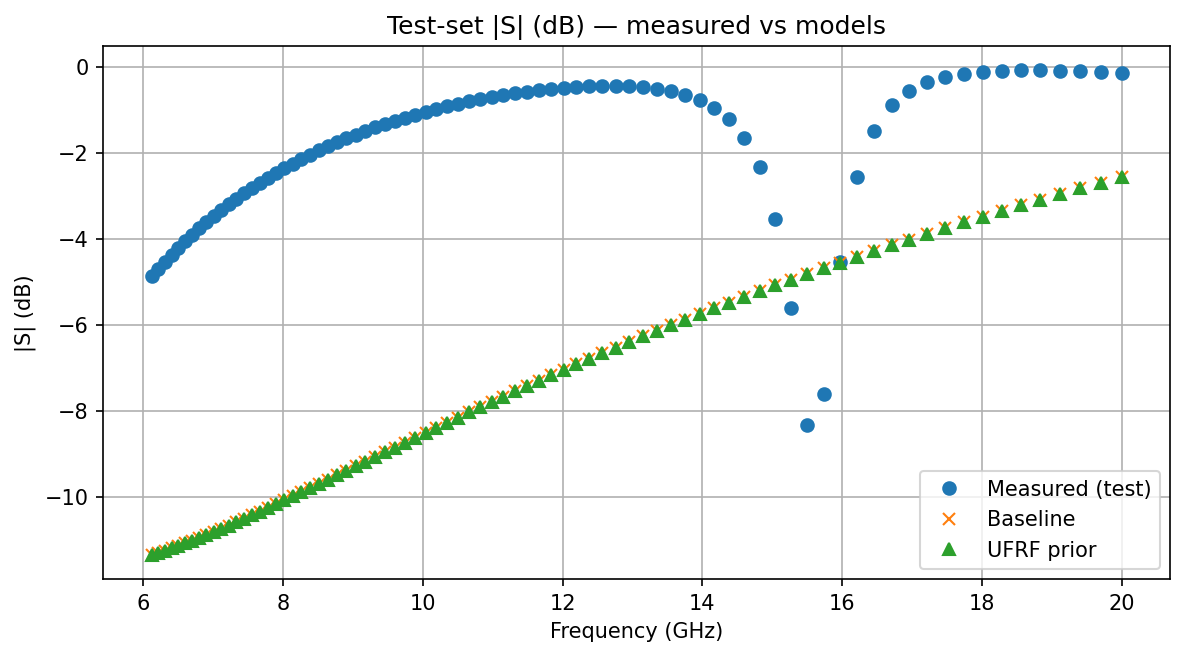 Test-set |S| (dB) — measured vs models
0
−2
−4
−6
−8
−10
|S| (dB)
6
8
10
12
14
16
18
20
Frequency (GHz)
Measured (test)
Baseline
UFRF prior